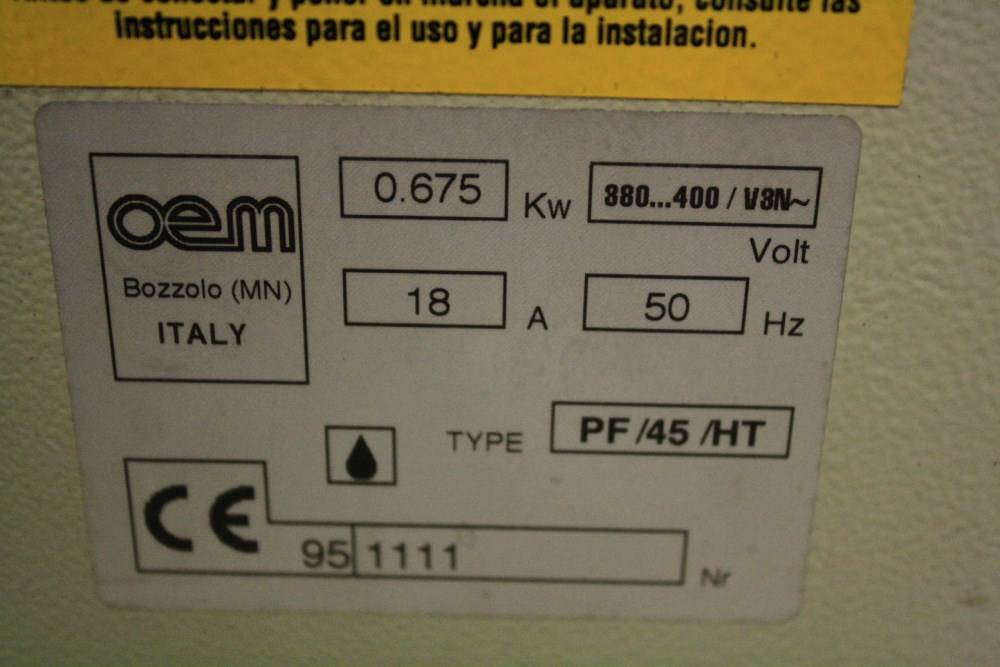 instrucciones para el uso y para la instalacion.
oem
Bozzolo (MN)
ITALY
0.675 Kw
380...400 / V3N~
Volt
18 A
50 Hz
TYPE PF/45/HT
CE
95 1111 Nr